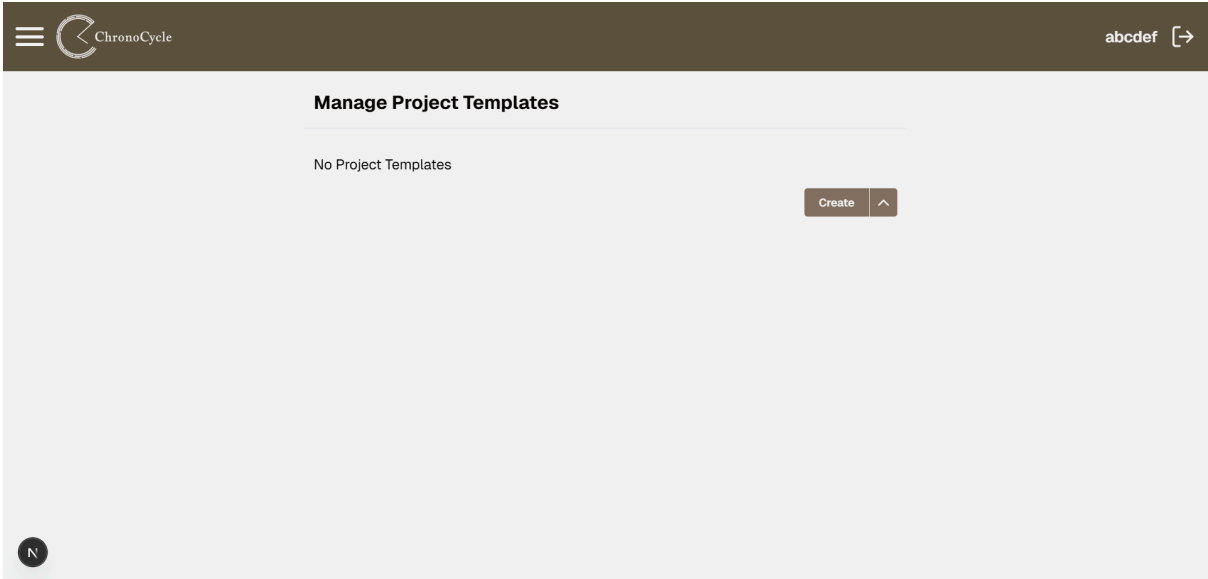 ChronoCycle
abcdef
Manage Project Templates
No Project Templates
Create
N